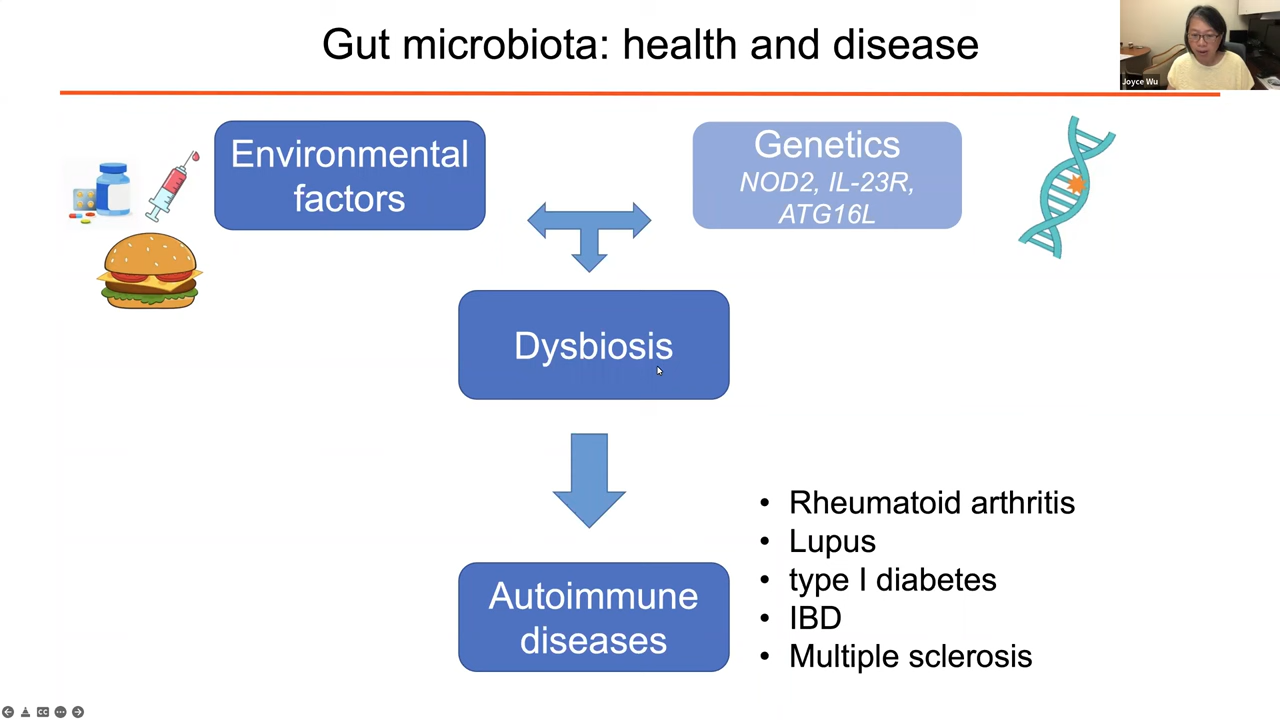 Gut microbiota: health and disease
Joyce Wu
Environmental
factors
Genetics
NOD2, IL-23R,
ATG16L
Dysbiosis
Autoimmune
diseases
• Rheumatoid arthritis
• Lupus
• type I diabetes
• IBD
• Multiple sclerosis
CC